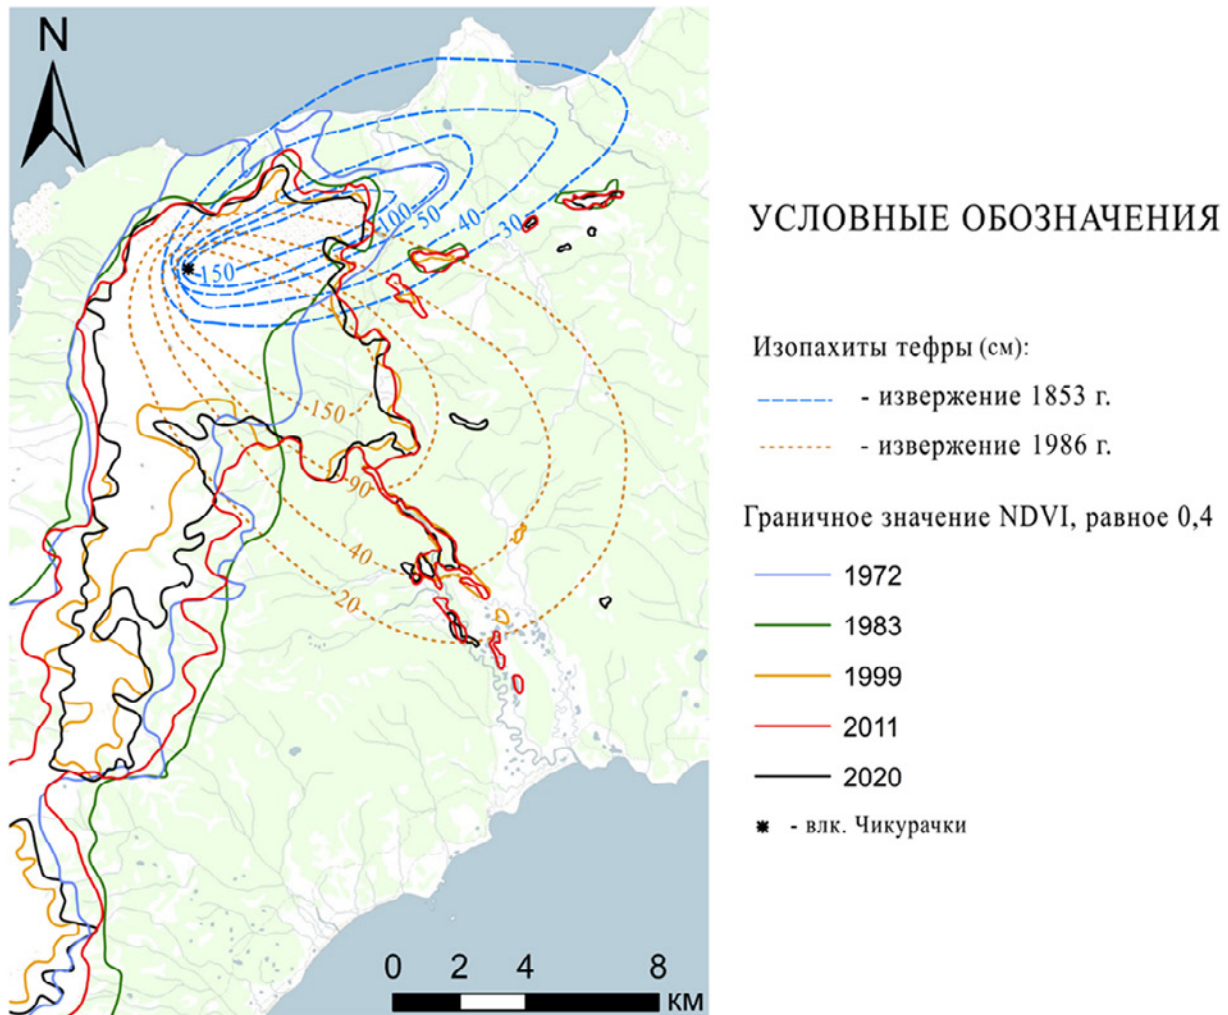 N
150
100
50
40
30
150
90
40
20
0 2 4 8
КМ
УСЛОВНЫЕ ОБОЗНАЧЕНИЯ
Изопахиты тефры (см):
- извержение 1853 г.
- извержение 1986 г.
Граничное значение NDVI, равное 0,4
1972
1983
1999
2011
2020
- влк. Чикурачки